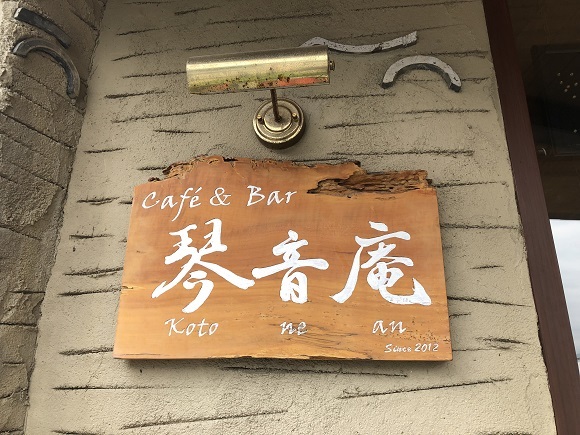 Café & Bar
琴音庵
Koto ne an
Since 2012